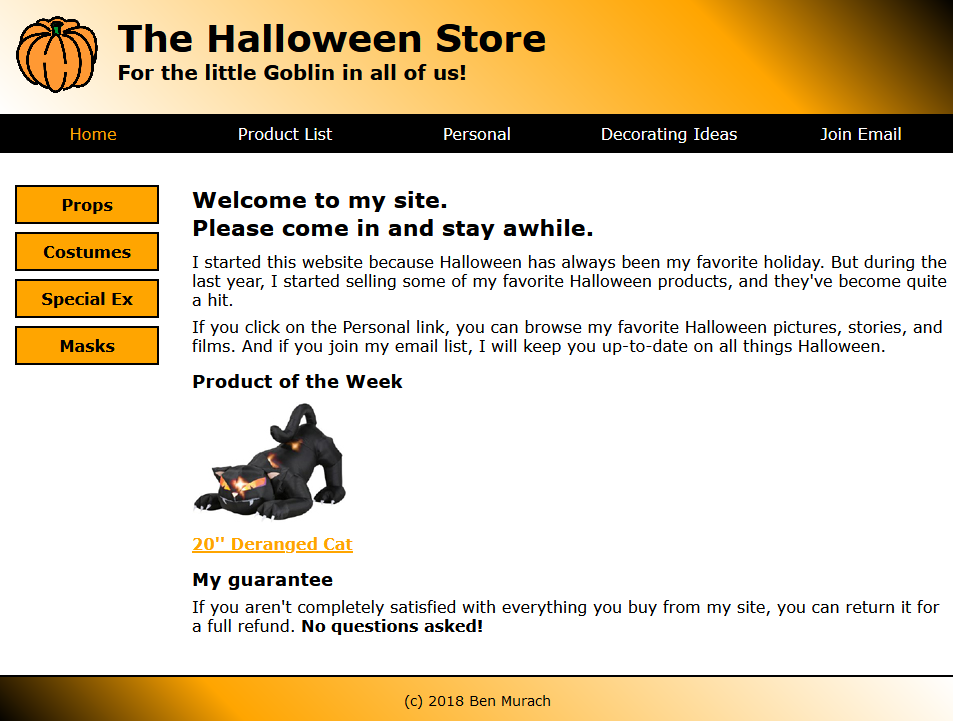 The Halloween Store
For the little Goblin in all of us!
Home Product List Personal Decorating Ideas Join Email
Props
Costumes
Special Ex
Masks
Welcome to my site.
Please come in and stay awhile.
I started this website because Halloween has always been my favorite holiday. But during the
last year, I started selling some of my favorite Halloween products, and they've become quite
a hit.
If you click on the Personal link, you can browse my favorite Halloween pictures, stories, and
films. And if you join my email list, I will keep you up-to-date on all things Halloween.
Product of the Week
20'' Deranged Cat
My guarantee
If you aren't completely satisfied with everything you buy from my site, you can return it for
a full refund. No questions asked!
(c) 2018 Ben Murach